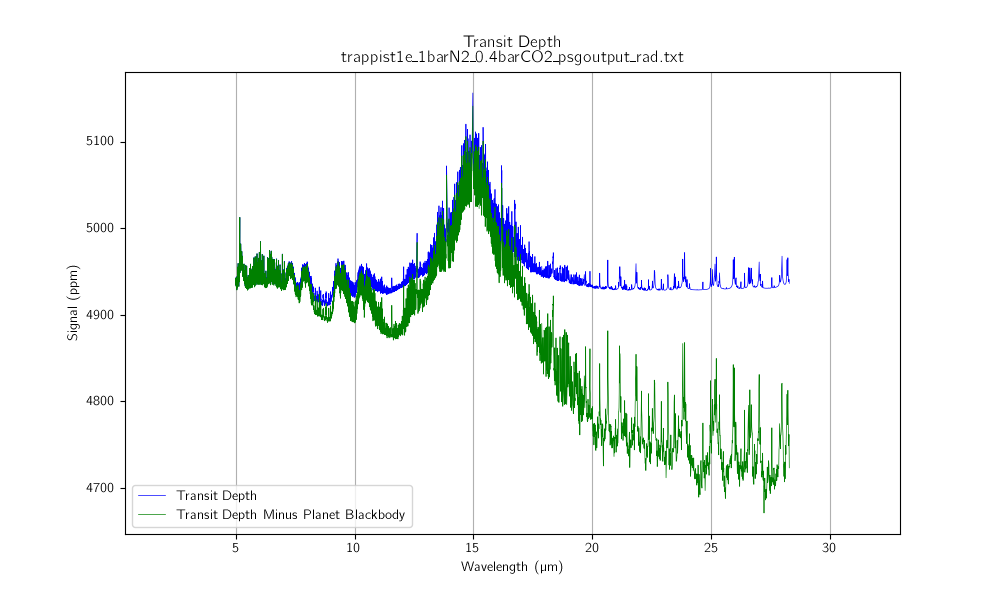 Transit Depth
trappist1e_1barN2_0.4barCO2_psgoutput_rad.txt
Signal (ppm)
5100
5000
4900
4800
4700
Transit Depth
Transit Depth Minus Planet Blackbody
5 10 15 20 25 30
Wavelength (μm)